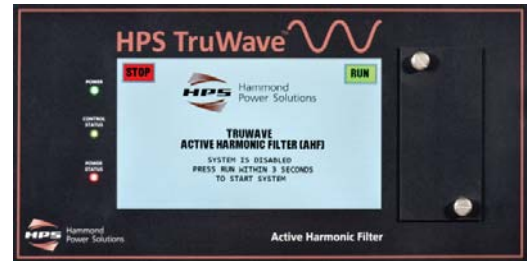 HPS TruWave™
STOP
RUN
HPS
Hammond
Power Solutions
TRUWAVE
ACTIVE HARMONIC FILTER (AHF)
SYSTEM IS DISABLED
PRESS RUN WITHIN 3 SECONDS
TO START SYSTEM
POWER
CONTROL
STATUS
POWER
STATUS
HPS
Hammond
Power Solutions
Active Harmonic Filter